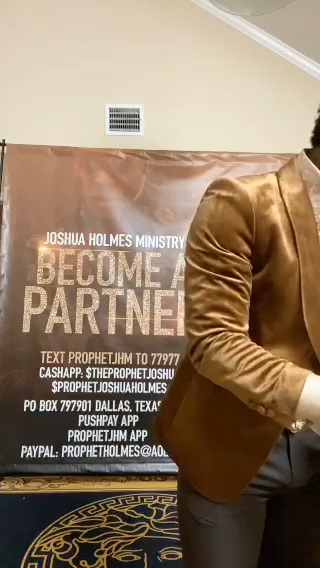 JOSHUA HOLMES MINISTRY
BECOME A
PARTNE
TEXT PROPHETJHM TO 77977
CASHAPP: $THEPROPHETJOSHU
$PROPHETJOSHUAHOLMES
PO BOX 797901 DALLAS, TEXAS
PUSHPAY APP
PROPHETJHM APP
PAYPAL: PROPHETHOLMES@AO